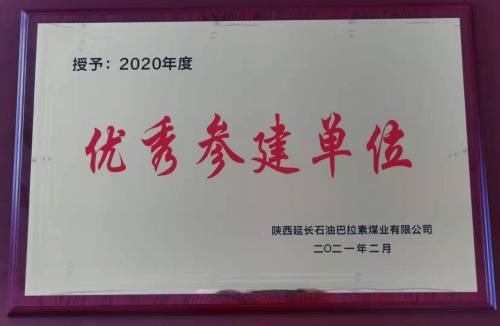 授予：2020年度
优秀参建单位
陕西延长石油巴拉素煤业有限公司
二〇二一年二月